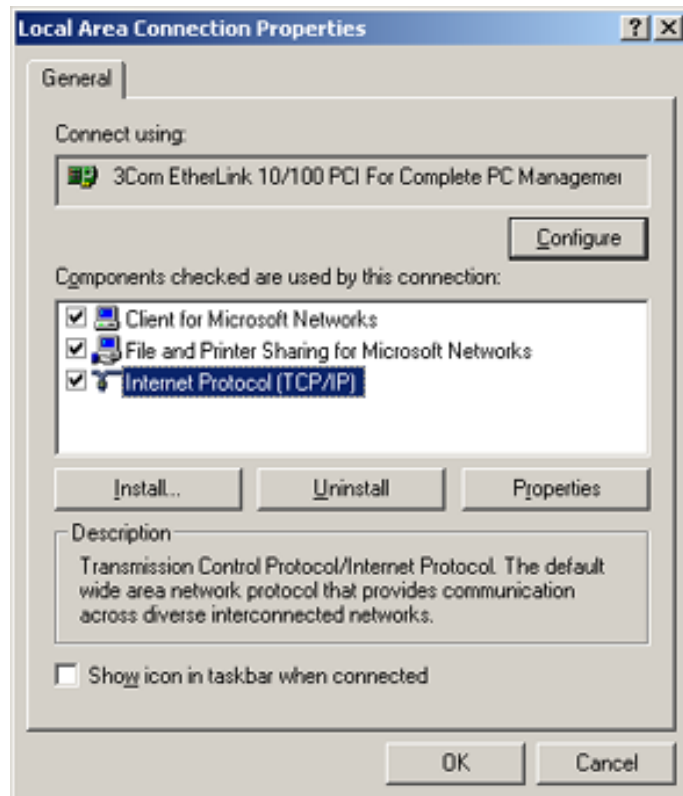 Local Area Connection Properties
General
Connect using:
3Com EtherLink 10/100 PCI For Complete PC
Configure
Components checked are used by this connection:
Client for Microsoft Networks
File and Printer Sharing for Microsoft Networks
Internet Protocol (TCP/IP)
Install... Uninstall Properties
Description
Transmission Control Protocol/Internet Protocol. The default
wide area network protocol that provides communication
across diverse interconnected networks.
Show icon in taskbar when connected
OK Cancel